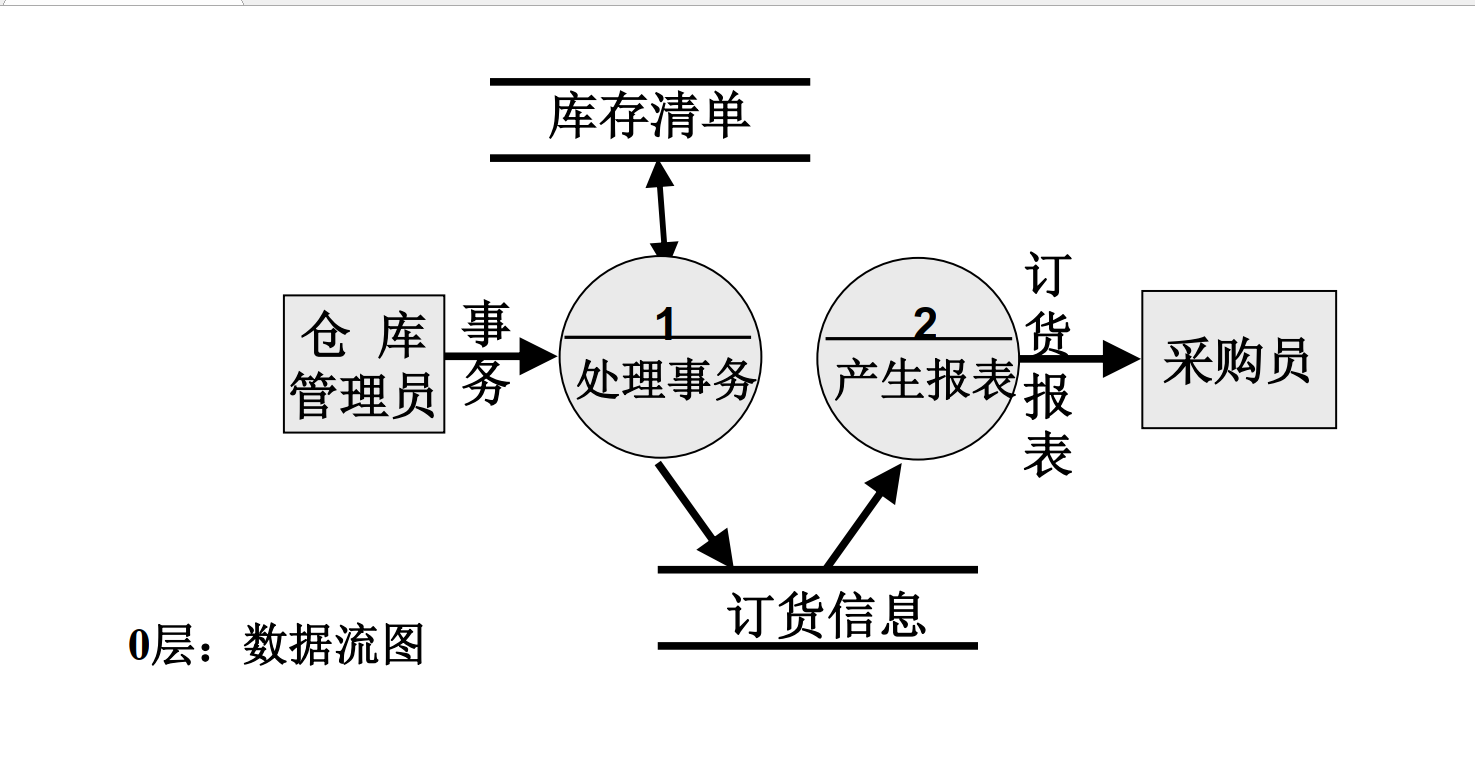 库存清单
仓 库
管理员
事
务
1
处理事务
2
产生报表
订
货
报
表
采购员
订货信息
0层：数据流图